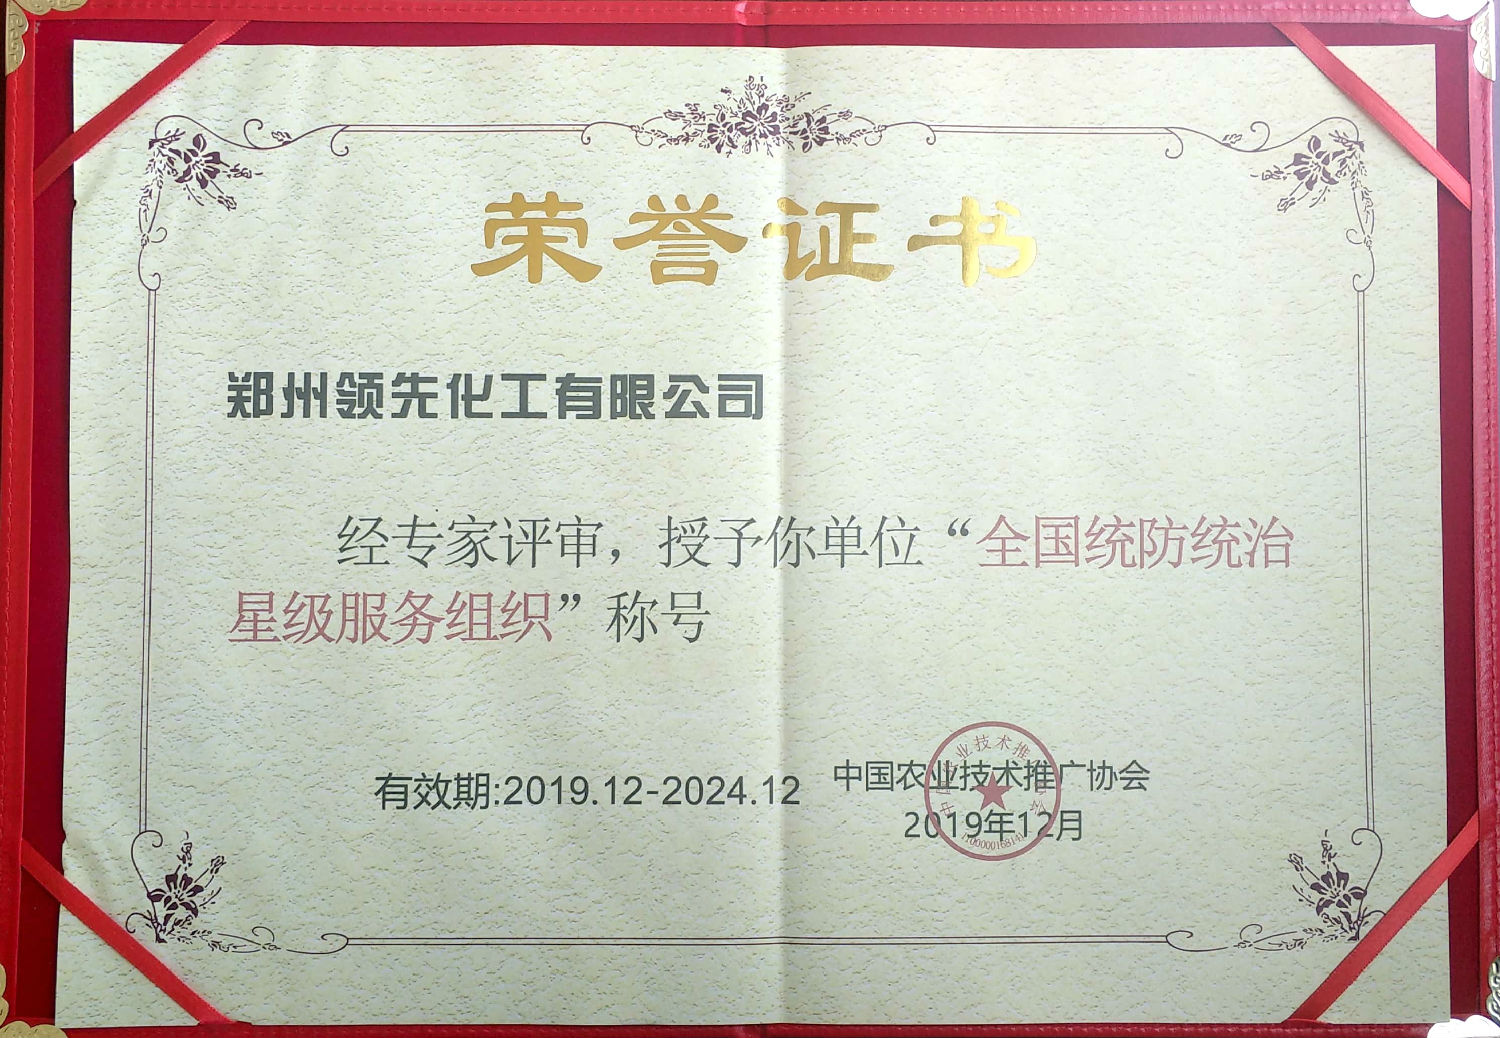 荣誉证书
郑州领先化工有限公司
经专家评审，授予你单位“全国统防统治
星级服务组织”称号
有效期:2019.12-2024.12
中国农业技术推广协会
2019年12月